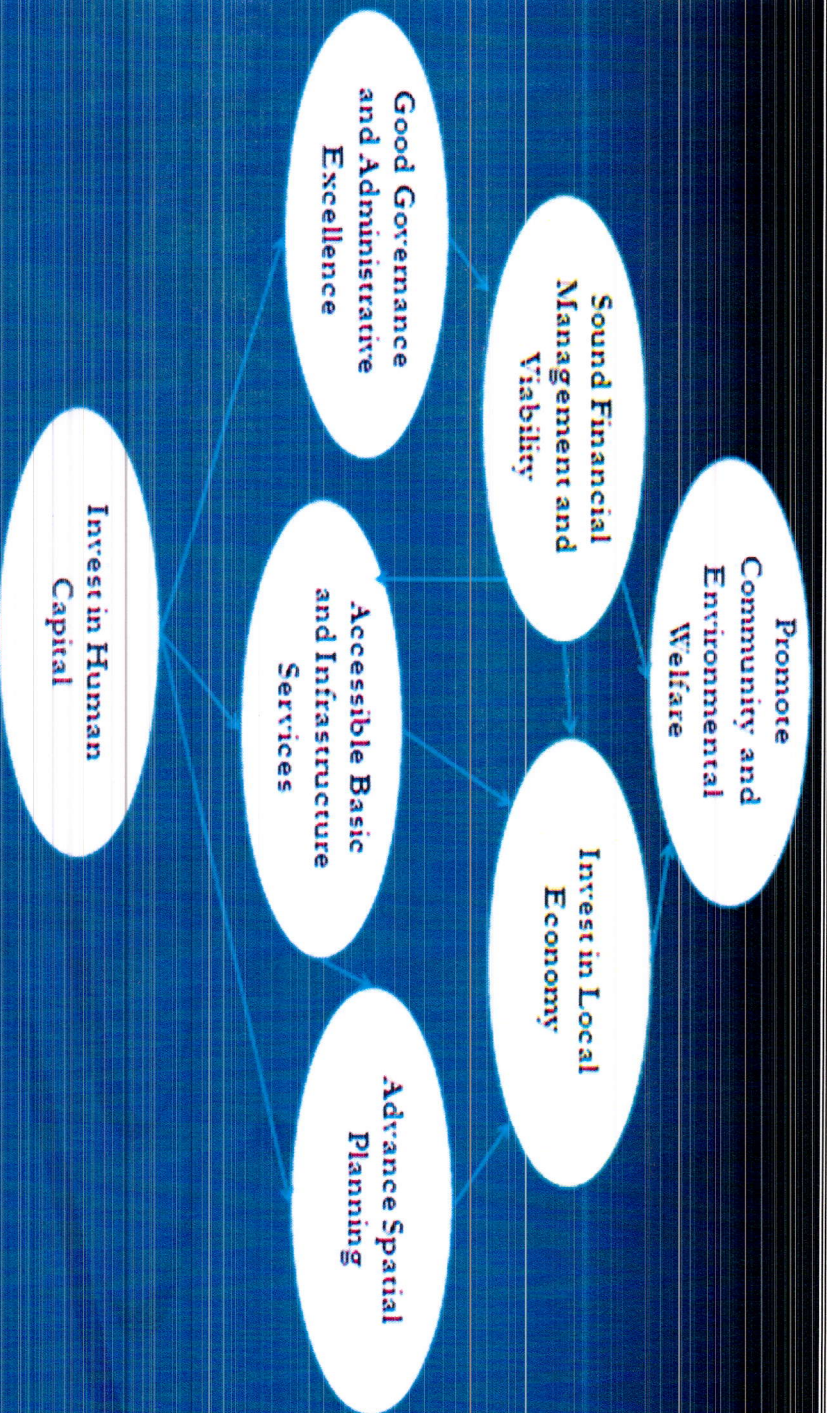 Promote
Community and
Environmental
Welfare
Sound Financial
Management and
Viability
Invest in Local
Economy
Good Governance
and Administrative
Excellence
Accessible Basic
and Infrastructure
Services
Advance Spatial
Planning
Invest in Human
Capital